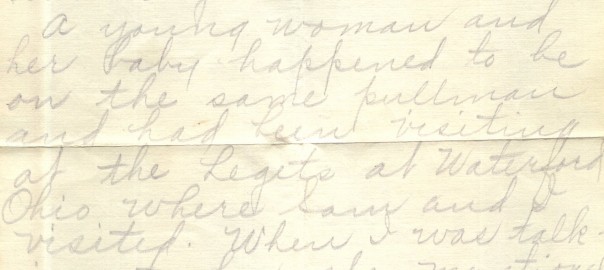 A young woman and
her baby happened to be
on the same pullman
and had been visiting
at the Legits at Waterford
Ohio where Sam and I
visited. When I was talk-
she